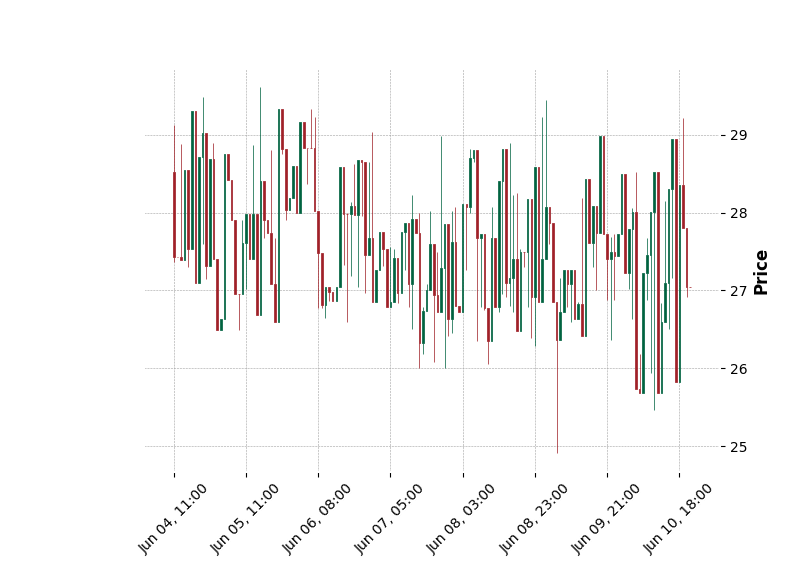 29
28
27
26
25
Price
Jun 04, 11:00
Jun 05, 11:00
Jun 06, 08:00
Jun 07, 05:00
Jun 08, 03:00
Jun 08, 23:00
Jun 09, 21:00
Jun 10, 18:00